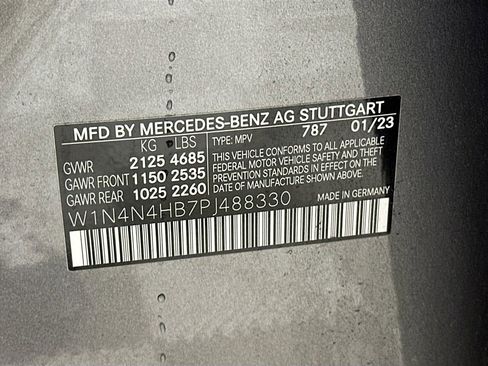 MFD BY MERCEDES-BENZ AG STUTTGART
KG LBS TYPE: MPV 787 01/23
GVWR 2125 4685
GAWR FRONT 1150 2535
GAWR REAR 1025 2260
THIS VEHICLE CONFORMS TO ALL APPLICABLE
FEDERAL MOTOR VEHICLE SAFETY AND THEFT
PREVENTION STANDARDS IN EFFECT ON THE DATE
OF MANUFACTURE SHOWN ABOVE.
W1N4N4HB7PJ488330
MADE IN GERMANY